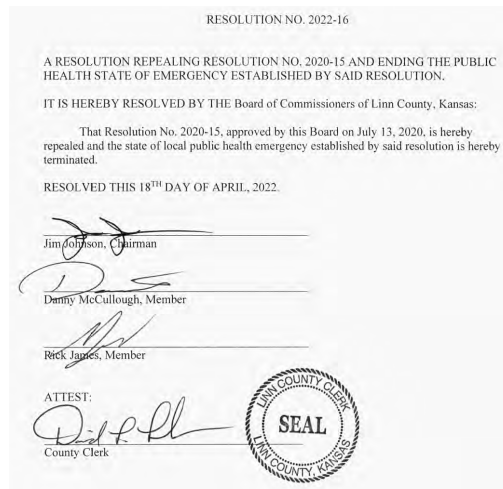 RESOLUTION NO. 2022-16
A RESOLUTION REPEALING RESOLUTION NO. 2020-15 AND ENDING THE PUBLIC
HEALTH STATE OF EMERGENCY ESTABLISHED BY SAID RESOLUTION.
IT IS HEREBY RESOLVED BY THE Board of Commissioners of Linn County, Kansas:
That Resolution No. 2020-15, approved by this Board on July 13, 2020, is hereby
repealed and the state of local public health emergency established by said resolution is hereby
terminated.
RESOLVED THIS 18TH DAY OF APRIL, 2022.
Jim Johnson, Chairman
Danny McCullough, Member
Rick James, Member
ATTEST:
County Clerk
LINN COUNTY CLERK
SEAL
LINN COUNTY, KANSAS